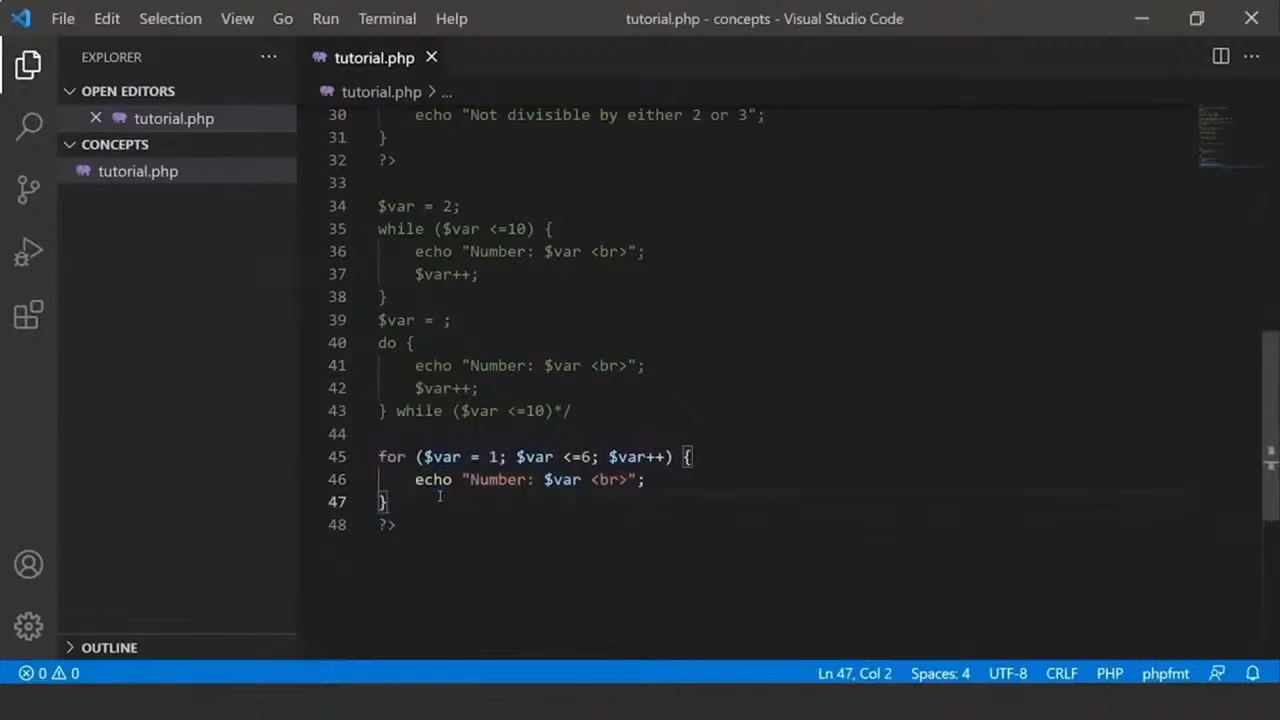 File Edit Selection View Go Run Terminal Help tutorial.php - concepts - Visual Studio Code
EXPLORER ...
OPEN EDITORS
tutorial.php
CONCEPTS
tutorial.php
OUTLINE
tutorial.php
tutorial.php > ...
30 echo "Not divisible by either 2 or 3";
31 }
32 ?>
33
34 $var = 2;
35 while ($var <=10) {
36 echo "Number: $var <br>";
37 $var++;
38 }
39 $var = ;
40 do {
41 echo "Number: $var <br>";
42 $var++;
43 } while ($var <=10)*/
44
45 for ($var = 1; $var <=6; $var++) {
46 echo "Number: $var <br>";
47 }
48 ?>
0 0 Ln 47, Col 2 Spaces: 4 UTF-8 CRLF PHP phpfmt